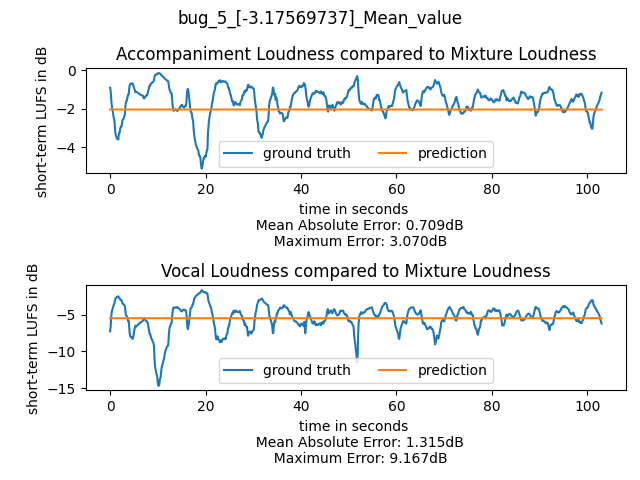 bug_5_[-3.17569737]_Mean_value
Accompaniment Loudness compared to Mixture Loudness
short-term LUFS in dB
0
−2
−4
ground truth
prediction
0 20 40 60 80 100
time in seconds
Mean Absolute Error: 0.709dB
Maximum Error: 3.070dB
Vocal Loudness compared to Mixture Loudness
short-term LUFS in dB
−5
−10
−15
ground truth
prediction
0 20 40 60 80 100
time in seconds
Mean Absolute Error: 1.315dB
Maximum Error: 9.167dB